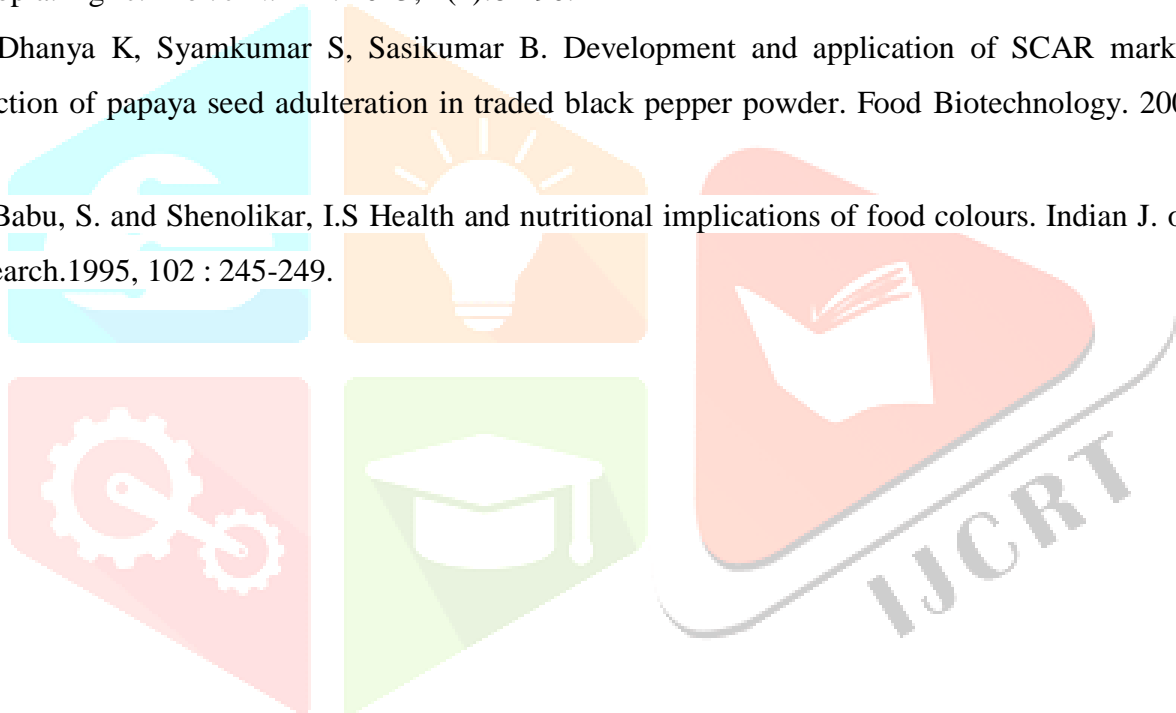 Dhanya K, Syamkumar S, Sasikumar B. Development and application of SCAR mark
ction of papaya seed adulteration in traded black pepper powder. Food Biotechnology. 200
Babu, S. and Shenolikar, I.S Health and nutritional implications of food colours. Indian J. o
earch.1995, 102 : 245-249.
IJCRT